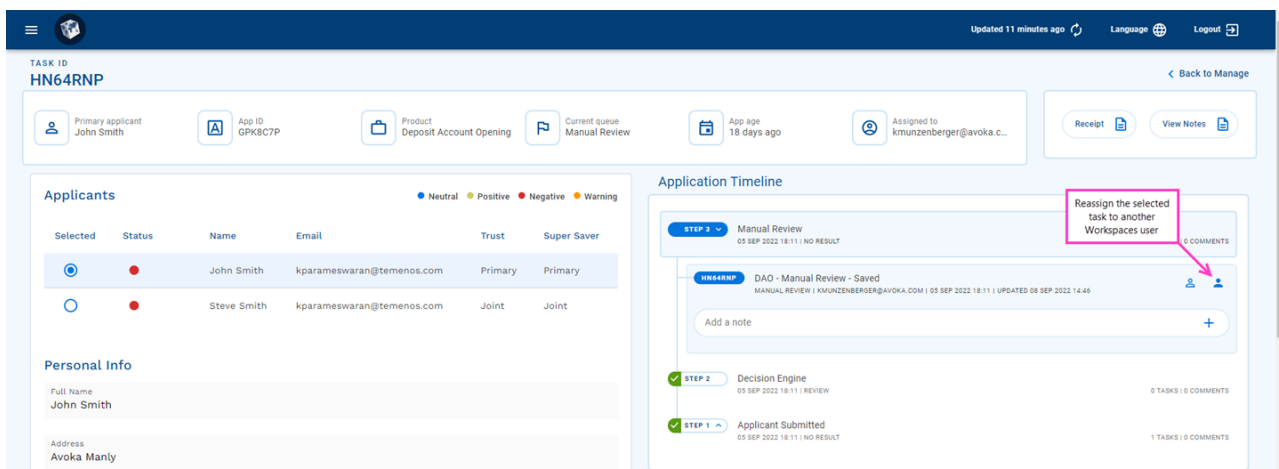 Updated 11 minutes ago
Language
Logout
TASK ID
HN64RNP
Back to Manage
Primary applicant
John Smith
App ID
GPK8C7P
Product
Deposit Account Opening
Current queue
Manual Review
App age
18 days ago
Assigned to
kmunzenberger@avoka.c...
Receipt
View Notes
Applicants
Neutral Positive Negative Warning
Selected Status Name Email Trust Super Saver
John Smith kparameswaran@temenos.com Primary Primary
Steve Smith kparameswaran@temenos.com Joint Joint
Personal Info
Full Name
John Smith
Address
Avoka Manly
Application Timeline
Reassign the selected
task to another
Workspaces user
STEP 3 Manual Review
05 SEP 2022 18:11 | NO RESULT
| 0 COMMENTS
HN64RNP DAO - Manual Review - Saved
MANUAL REVIEW | KMUNZENBERGER@AVOKA.COM | 05 SEP 2022 18:11 | UPDATED 08 SEP 2022 14:46
Add a note
STEP 2 Decision Engine
05 SEP 2022 18:11 | REVIEW
0 TASKS | 0 COMMENTS
STEP 1 Applicant Submitted
05 SEP 2022 18:11 | NO RESULT
1 TASKS | 0 COMMENTS